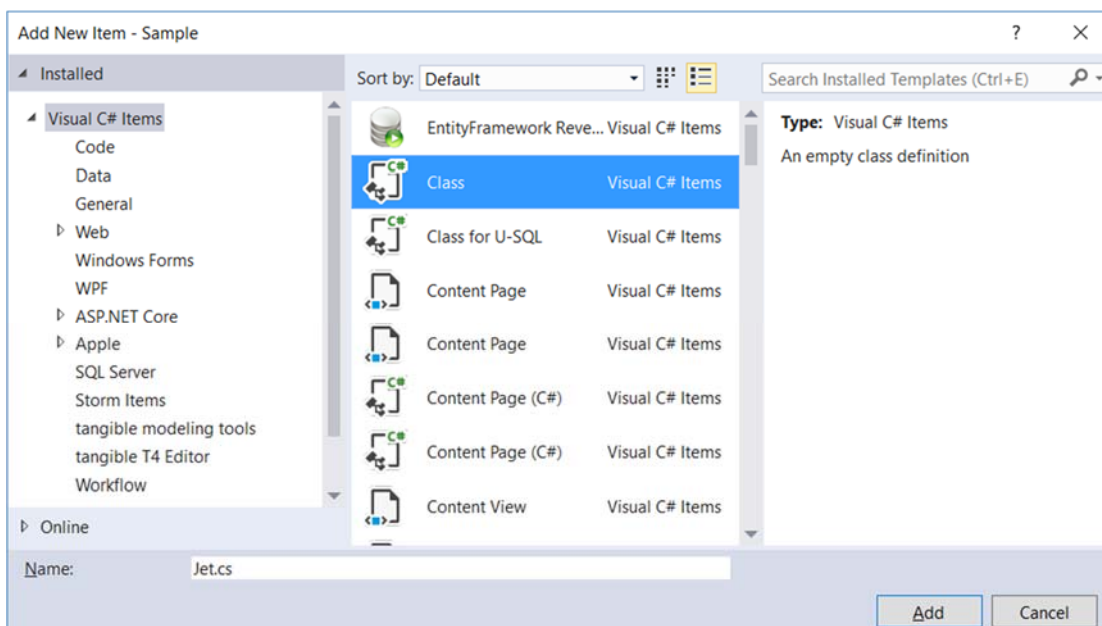 Add New Item - Sample
?
Installed
Sort by: Default
Search Installed Templates (Ctrl+E)
Visual C# Items
Code
Data
General
Web
Windows Forms
WPF
ASP.NET Core
Apple
SQL Server
Storm Items
tangible modeling tools
tangible T4 Editor
Workflow
Online
EntityFramework Reve... Visual C# Items
C# Class Visual C# Items
C# Class for U-SQL Visual C# Items
Content Page Visual C# Items
Content Page Visual C# Items
C# Content Page (C#) Visual C# Items
C# Content Page (C#) Visual C# Items
Content View Visual C# Items
Type: Visual C# Items
An empty class definition
Name: Jet.cs
Add Cancel